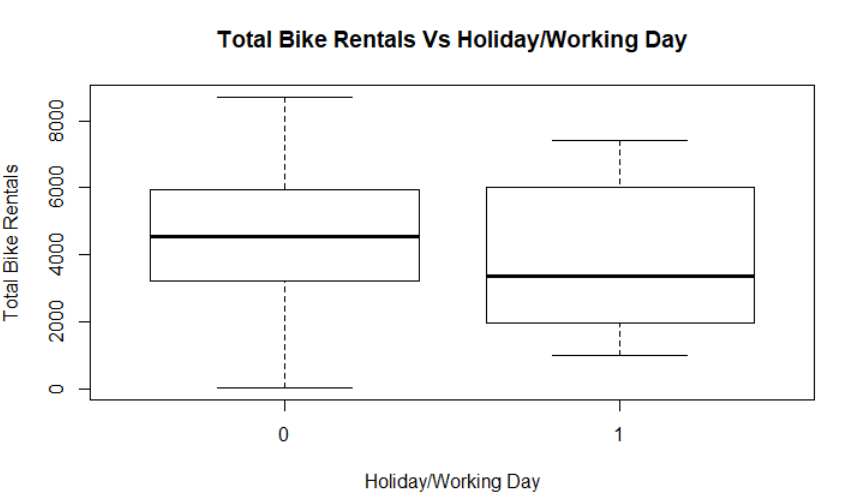 Total Bike Rentals Vs Holiday/Working Day
Total Bike Rentals
8000
6000
4000
2000
0
0
1
Holiday/Working Day